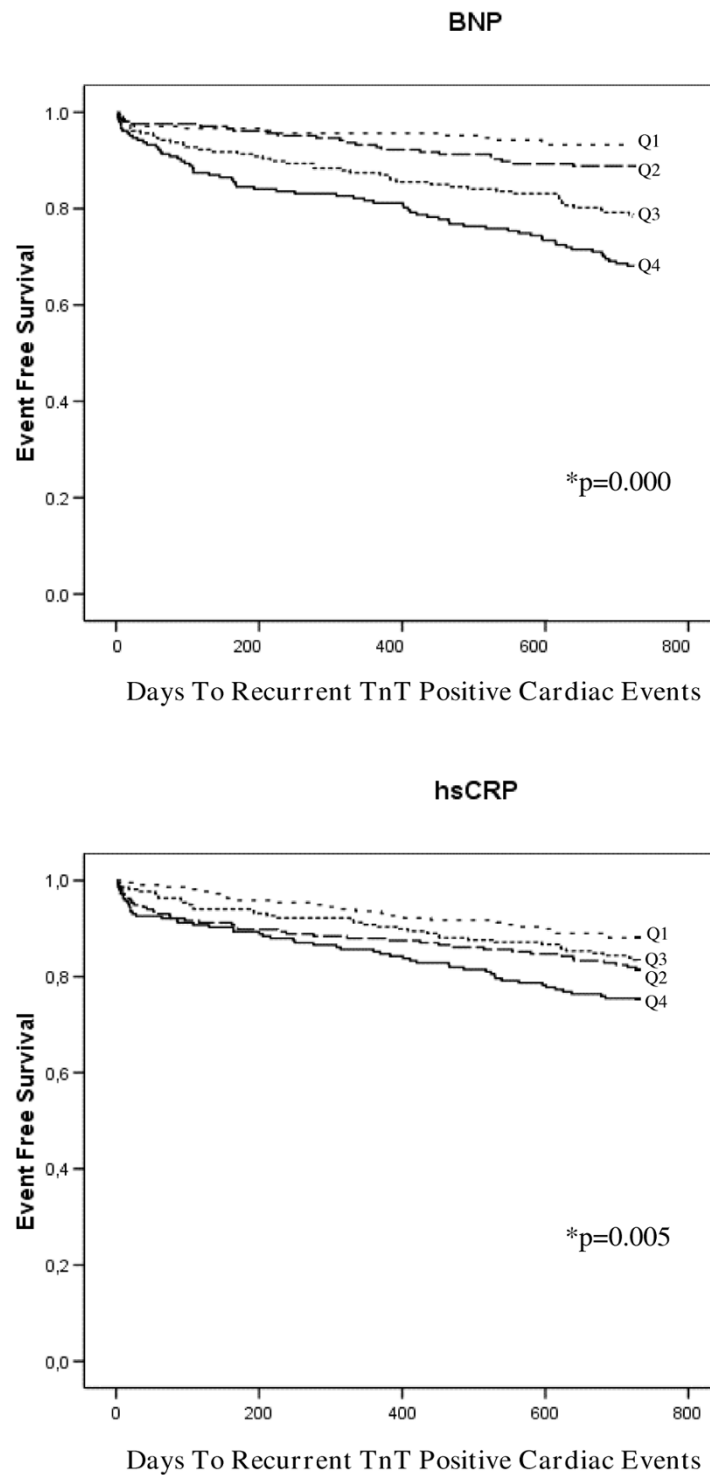 BNP
1.0
Q1
Q2
0.8
Q3
Q4
0.6
Event Free Survival
0.4
*p=0.000
0.2
0.0
0 200 400 600 800
Days To Recurrent TnT Positive Cardiac Events
hsCRP
1,0
Q1
Q3
Q2
0,8
Q4
0,6
Event Free Survival
0,4
*p=0.005
0,2
0,0
0 200 400 600 800
Days To Recurrent TnT Positive Cardiac Events